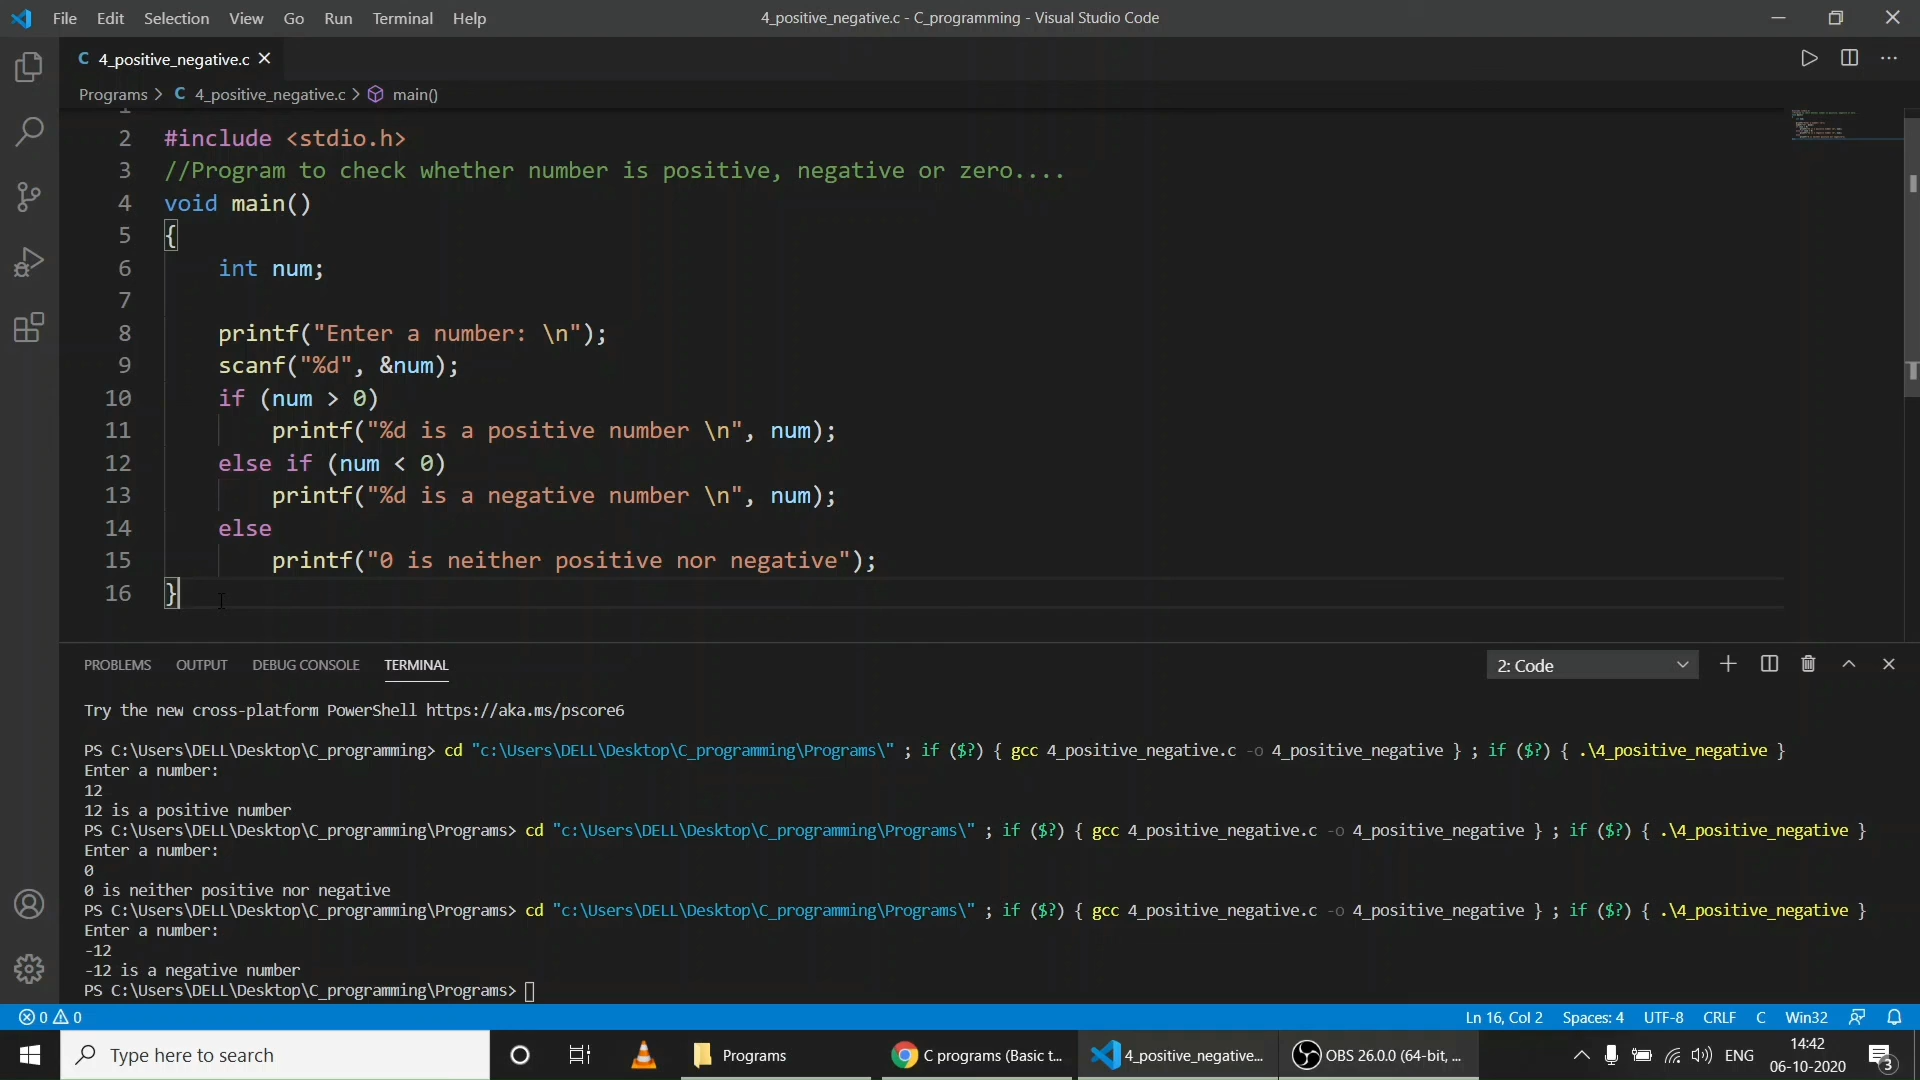 File Edit Selection View Go Run Terminal Help 4_positive_negative.c - C_programming - Visual Studio Code
C 4_positive_negative.c
Programs > C 4_positive_negative.c > main()
2 #include <stdio.h>
3 //Program to check whether number is positive, negative or zero....
4 void main()
5 {
6 int num;
7
8 printf("Enter a number: \n");
9 scanf("%d", &num);
10 if (num > 0)
11 printf("%d is a positive number \n", num);
12 else if (num < 0)
13 printf("%d is a negative number \n", num);
14 else
15 printf("0 is neither positive nor negative");
16 }
PROBLEMS OUTPUT DEBUG CONSOLE TERMINAL 2: Code
Try the new cross-platform PowerShell https://aka.ms/pscore6
PS C:\Users\DELL\Desktop\C_programming> cd "c:\Users\DELL\Desktop\C_programming\Programs\" ; if ($?) { gcc 4_positive_negative.c -o 4_positive_negative } ; if ($?) { .\4_positive_negative }
Enter a number:
12
12 is a positive number
PS C:\Users\DELL\Desktop\C_programming\Programs> cd "c:\Users\DELL\Desktop\C_programming\Programs\" ; if ($?) { gcc 4_positive_negative.c -o 4_positive_negative } ; if ($?) { .\4_positive_negative }
Enter a number:
0
0 is neither positive nor negative
PS C:\Users\DELL\Desktop\C_programming\Programs> cd "c:\Users\DELL\Desktop\C_programming\Programs\" ; if ($?) { gcc 4_positive_negative.c -o 4_positive_negative } ; if ($?) { .\4_positive_negative }
Enter a number:
-12
-12 is a negative number
PS C:\Users\DELL\Desktop\C_programming\Programs>
0 0 Ln 16, Col 2 Spaces: 4 UTF-8 CRLF C Win32
Type here to search Programs C programs (Basic t... 4_positive_negative... OBS 26.0.0 (64-bit, ... ENG 14:42
06-10-2020 3